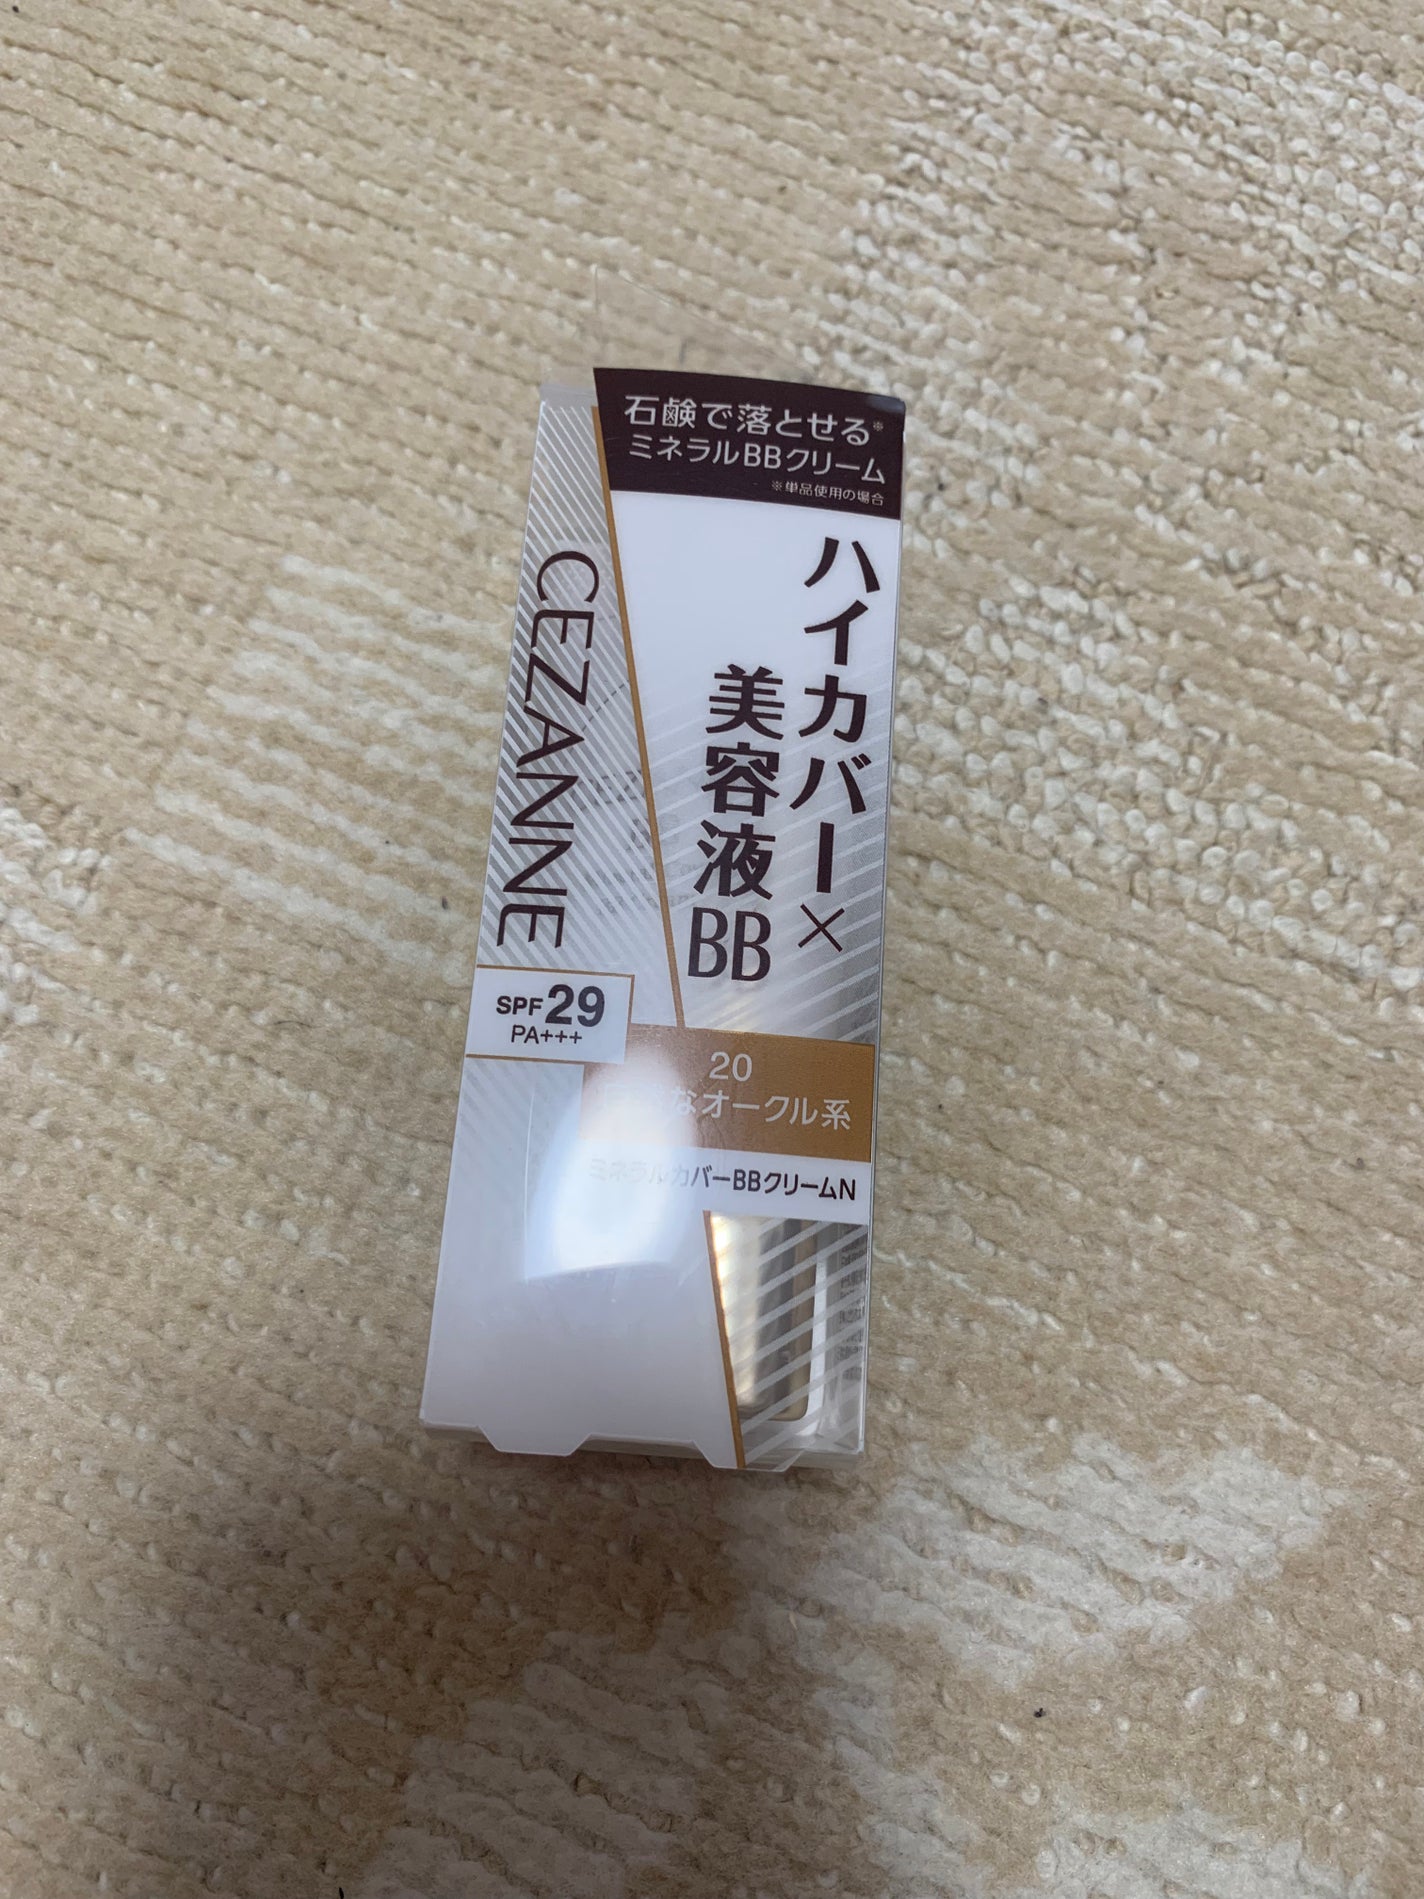 石鹸で落とせる※
ミネラルBBクリーム
※単品使用の場合
ハイカバー×
美容液BB
CEZANNE
SPF29
PA+++
20
なオークル系
ミネラルカバーBBクリームN